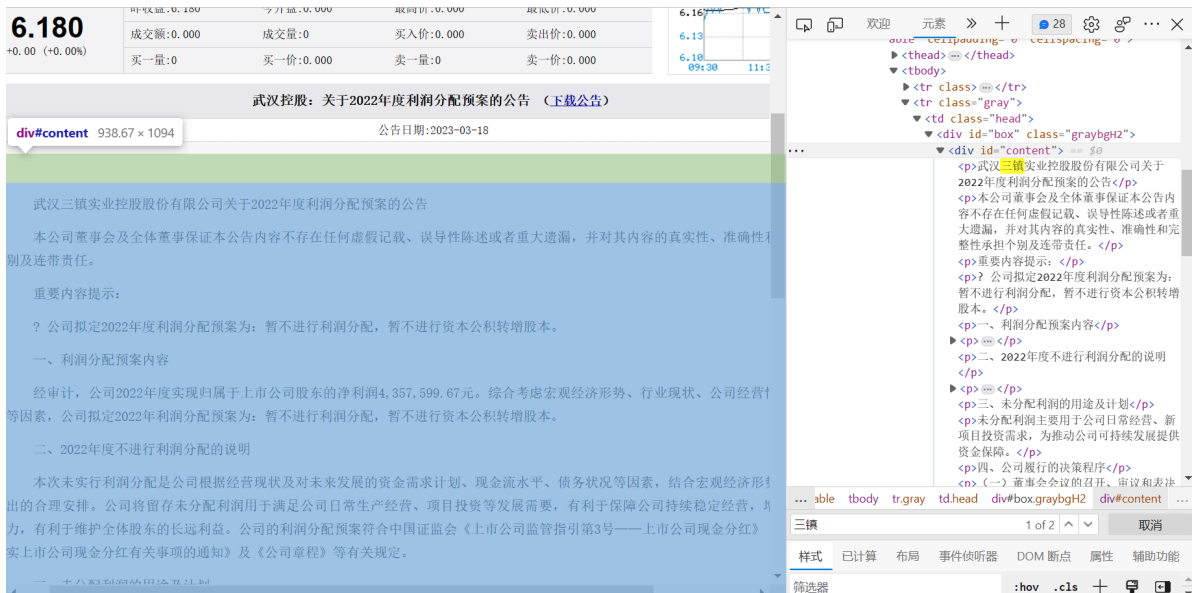 昨收盘:6.180 今开盘:0.000 最高价:0.000 最低价:0.000
6.180
+0.00 (+0.00%)
成交额:0.000 成交量:0 买入价:0.000 卖出价:0.000
买一量:0 买一价:0.000 卖一量:0 卖一价:0.000
6.16
6.13
6.10
09:30 11:3
武汉控股：关于2022年度利润分配预案的公告 （下载公告）
公告日期:2023-03-18
div#content 938.67 × 1094
武汉三镇实业控股股份有限公司关于2022年度利润分配预案的公告
本公司董事会及全体董事保证本公告内容不存在任何虚假记载、误导性陈述或者重大遗漏，并对其内容的真实性、准确性和
别及连带责任。
重要内容提示：
? 公司拟定2022年度利润分配预案为：暂不进行利润分配，暂不进行资本公积转增股本。
一、利润分配预案内容
经审计，公司2022年度实现归属于上市公司股东的净利润4,357,599.67元。综合考虑宏观经济形势、行业现状、公司经营情
等因素，公司拟定2022年利润分配预案为：暂不进行利润分配，暂不进行资本公积转增股本。
二、2022年度不进行利润分配的说明
本次未实行利润分配是公司根据经营现状及对未来发展的资金需求计划、现金流水平、债务状况等因素，结合宏观经济形势
出的合理安排。公司将留存未分配利润用于满足公司日常生产经营、项目投资等发展需要，有利于保障公司持续稳定经营，增
力，有利于维护全体股东的长远利益。公司的利润分配预案符合中国证监会《上市公司监管指引第3号——上市公司现金分红》
实上市公司现金分红有关事项的通知》及《公司章程》等有关规定。
三、未分配利润的用途及计划
欢迎 元素 28
able" cellpadding="0" cellspacing="0">
<thead>…</thead>
<tbody>
<tr class>…</tr>
<tr class="gray">
<td class="head">
<div id="box" class="graybgH2">
<div id="content"> == $0
<p>武汉三镇实业控股股份有限公司关于
2022年度利润分配预案的公告</p>
<p>本公司董事会及全体董事保证本公告内
容不存在任何虚假记载、误导性陈述或者重
大遗漏，并对其内容的真实性、准确性和完
整性承担个别及连带责任。</p>
<p>重要内容提示：</p>
<p>? 公司拟定2022年度利润分配预案为：
暂不进行利润分配，暂不进行资本公积转增
股本。</p>
<p>一、利润分配预案内容</p>
<p>…</p>
<p>二、2022年度不进行利润分配的说明
</p>
<p>…</p>
<p>三、未分配利润的用途及计划</p>
<p>未分配利润主要用于公司日常经营、新
项目投资需求，为推动公司可持续发展提供
资金保障。</p>
<p>四、公司履行的决策程序</p>
<p>（一）董事会会议的召开、审议和表决
... able tbody tr.gray td.head div#box.graybgH2 div#content ...
三镇 1 of 2 取消
样式 已计算 布局 事件侦听器 DOM 断点 属性 辅助功能
筛选器 :hov .cls